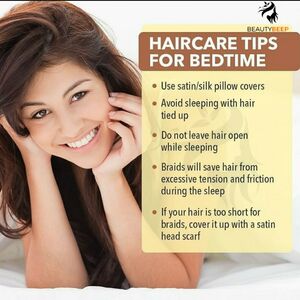 BEAUTYBEEP
HAIRCARE TIPS
FOR BEDTIME
• Use satin/silk pillow covers
• Avoid sleeping with hair
tied up
• Do not leave hair open
while sleeping
• Braids will save hair from
excessive tension and friction
during the sleep
• If your hair is too short for
braids, cover it up with a satin
head scarf